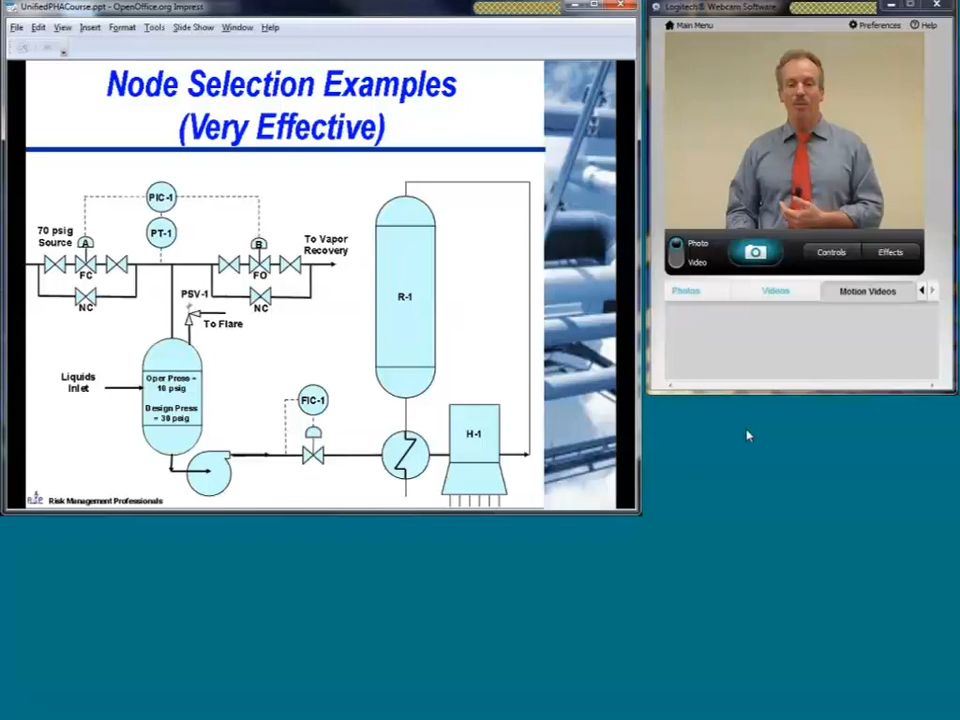 UnifiedPHACourse.ppt - OpenOffice.org Impress
File Edit View Insert Format Tools Slide Show Window Help
Node Selection Examples
(Very Effective)
PIC-1
70 psig
Source
A
PT-1
B
To Vapor
Recovery
FC
FO
NC
PSV-1
NC
To Flare
R-1
Liquids
Inlet
Oper Press =
10 psig
Design Press
= 30 psig
FIC-1
H-1
Risk Management Professionals
Logitech® Webcam Software
Main Menu
Preferences
Help
Photo
Video
Controls
Effects
Photos
Videos
Motion Videos